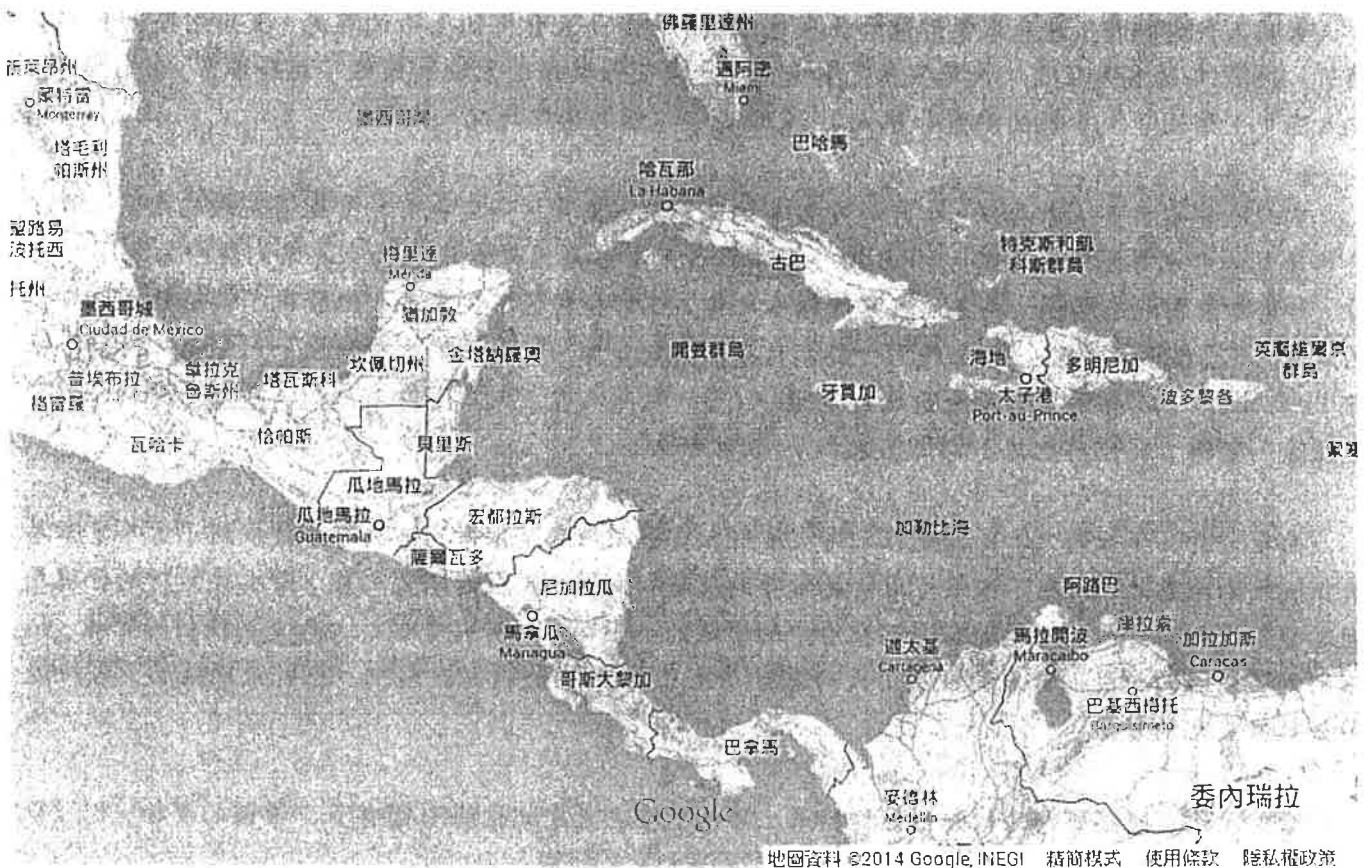 佛羅里達州
邁阿密
Miami
蒙特雷
Monterrey
墨西哥灣
巴哈馬
塔毛利
帕斯州
哈瓦那
La Habana
聖路易
波托西
特克斯和凱
科斯群島
梅里達
Mérida
古巴
托州
墨西哥城
Ciudad de México
猶加敦
開曼群島
海地
多明尼加
英屬維爾京
群島
普埃布拉
韋拉克
魯斯州
塔瓦斯科
坎佩切州
金塔納羅奧
牙買加
太子港
Port-au-Prince
波多黎各
格雷羅
瓦哈卡
恰帕斯
貝里斯
瓜地馬拉
瓜地馬拉
Guatemala
宏都拉斯
加勒比海
薩爾瓦多
尼加拉瓜
阿路巴
馬拿瓜
Managua
迦太基
Cartagena
馬拉開波
Maracaibo
庫拉索
加拉加斯
Caracas
哥斯大黎加
巴基西梅托
Barquisimeto
巴拿馬
安德林
Medellín
委內瑞拉
Google
地圖資料 ©2014 Google, INEGI 精簡模式 使用條款 隱私權政策